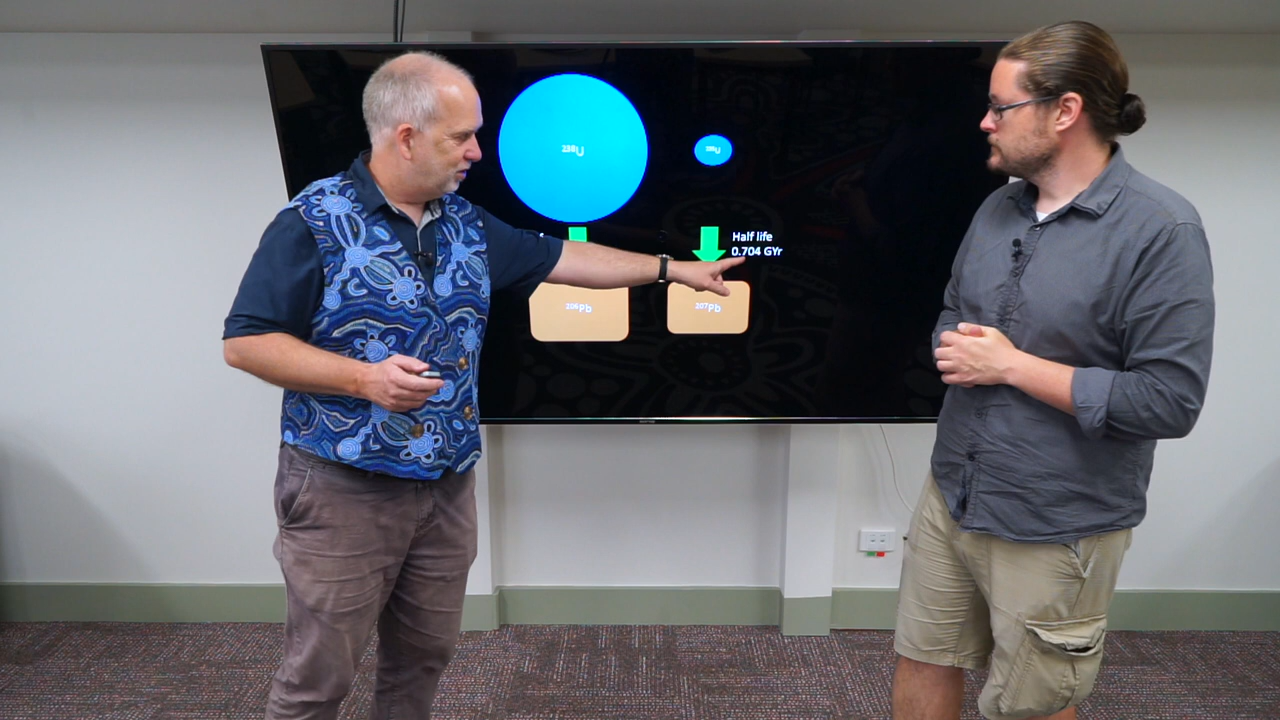 ²³⁸U
²³⁵U
Half life
0.704 GYr
²⁰⁶Pb
²⁰⁷Pb